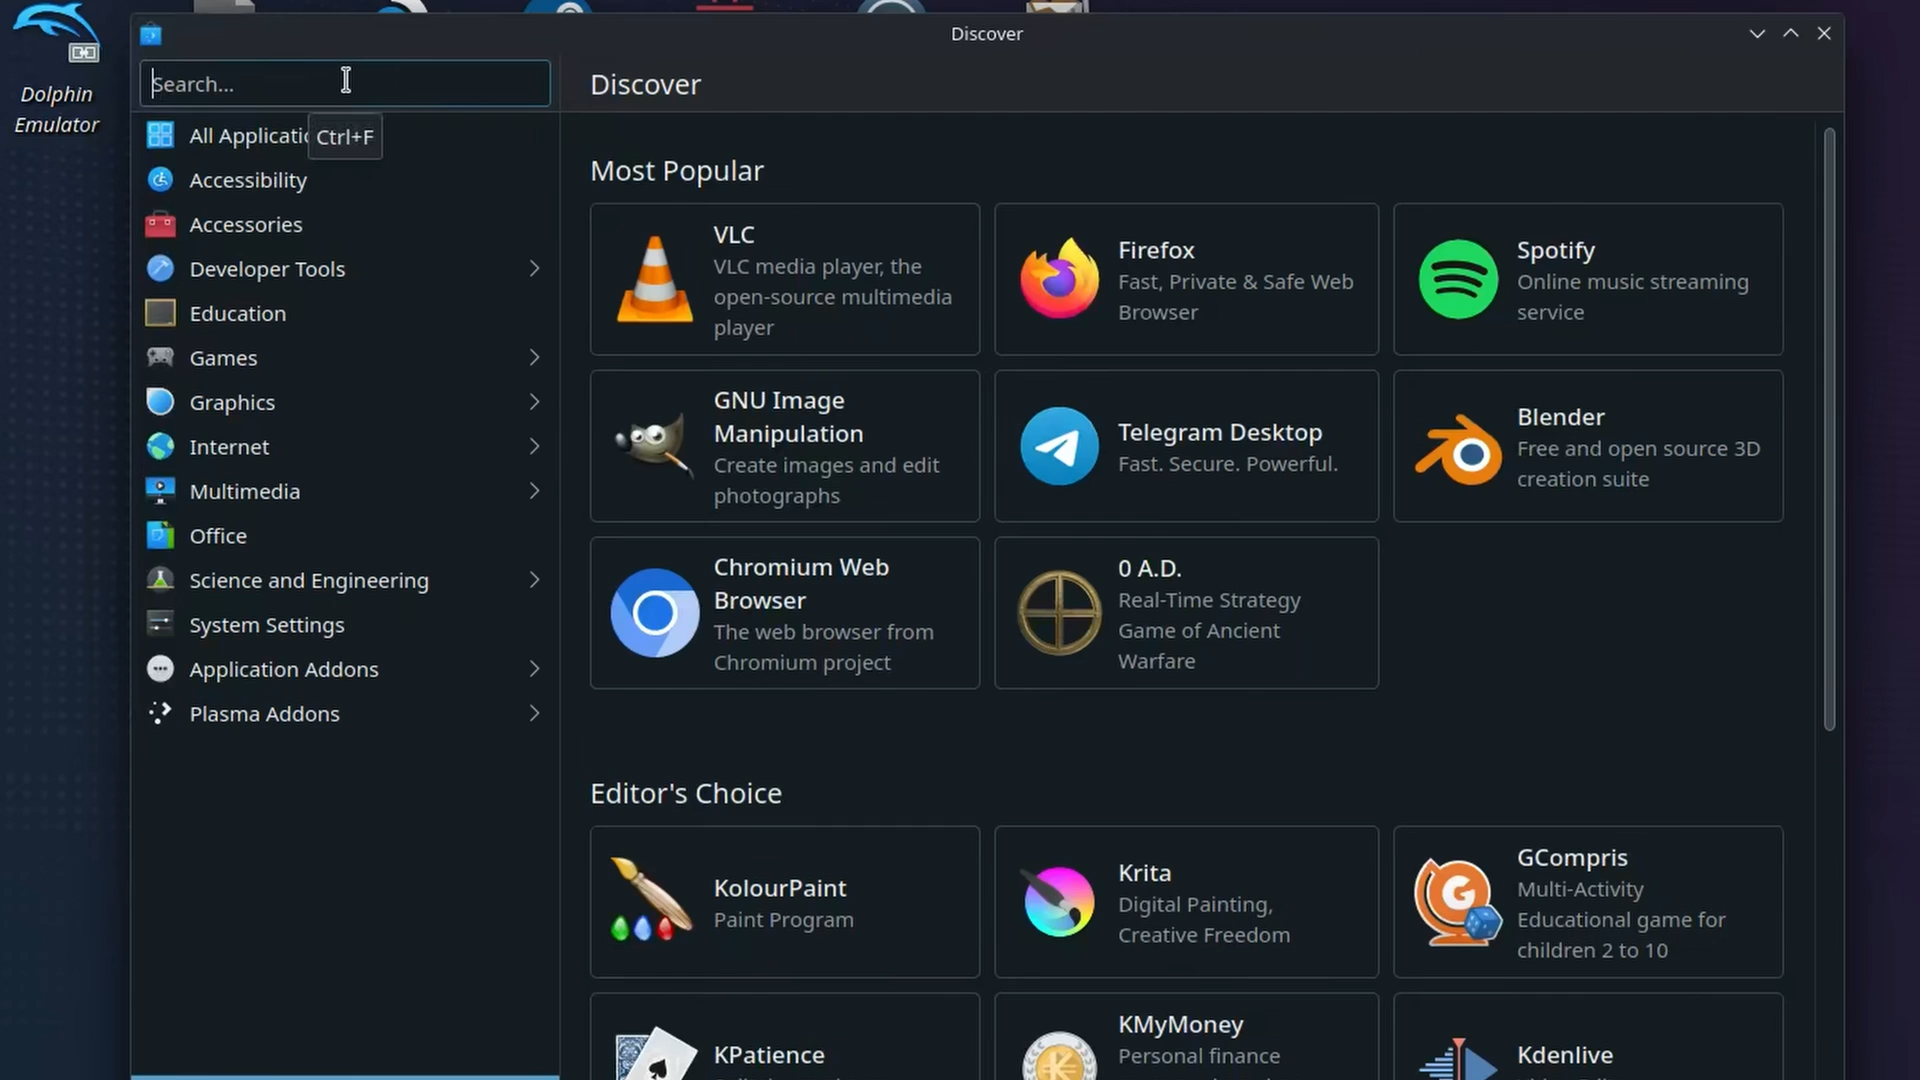 Dolphin
Emulator
Discover
Search...
Discover
All Applicatio
Ctrl+F
Accessibility
Accessories
Developer Tools
Education
Games
Graphics
Internet
Multimedia
Office
Science and Engineering
System Settings
Application Addons
Plasma Addons
Most Popular
VLC
VLC media player, the
open-source multimedia
player
Firefox
Fast, Private & Safe Web
Browser
Spotify
Online music streaming
service
GNU Image
Manipulation
Create images and edit
photographs
Telegram Desktop
Fast. Secure. Powerful.
Blender
Free and open source 3D
creation suite
Chromium Web
Browser
The web browser from
Chromium project
0 A.D.
Real-Time Strategy
Game of Ancient
Warfare
Editor's Choice
KolourPaint
Paint Program
Krita
Digital Painting,
Creative Freedom
GCompris
Multi-Activity
Educational game for
children 2 to 10
KPatience
KMyMoney
Personal finance
Kdenlive